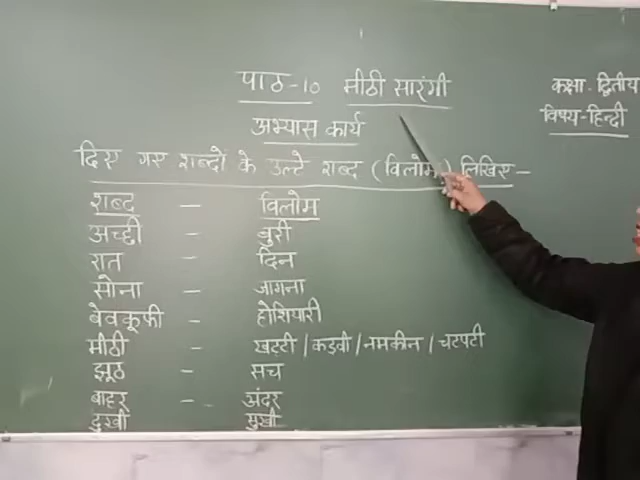 पाठ-10 मीठी सारंगी
कक्षा-द्वितीय
विषय-हिन्दी
अभ्यास कार्य
दिए गए शब्दों के उल्टे शब्द (विलोम) लिखिए-
शब्द - विलोम
अच्छी - बुरी
रात - दिन
सोना - जागना
बेवकूफी - होशियारी
मीठी - खट्टी / कड़वी / नमकीन / चटपटी
झूठ - सच
बाहर - - अंदर
दुखी सुखी